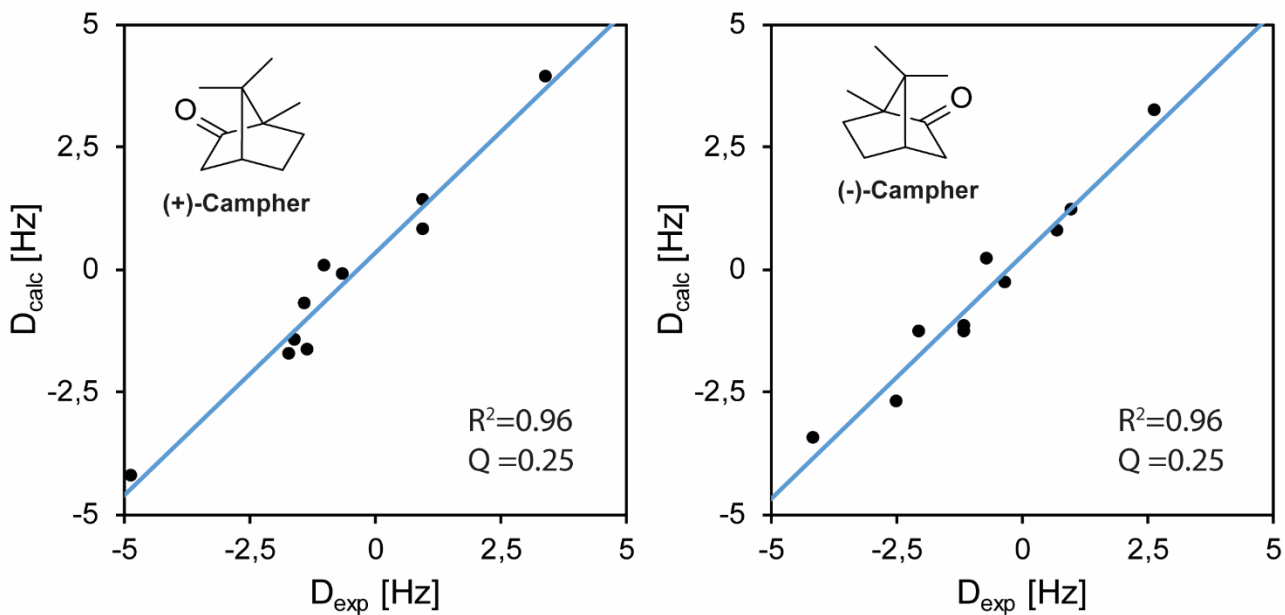 5
2,5
0
-2,5
-5
D_calc [Hz]
O
(+)-Campher
R²=0.96
Q =0.25
-5
-2,5
0
2,5
5
D_exp [Hz]
5
2,5
0
-2,5
-5
D_calc [Hz]
O
(-)-Campher
R²=0.96
Q =0.25
-5
-2,5
0
2,5
5
D_exp [Hz]